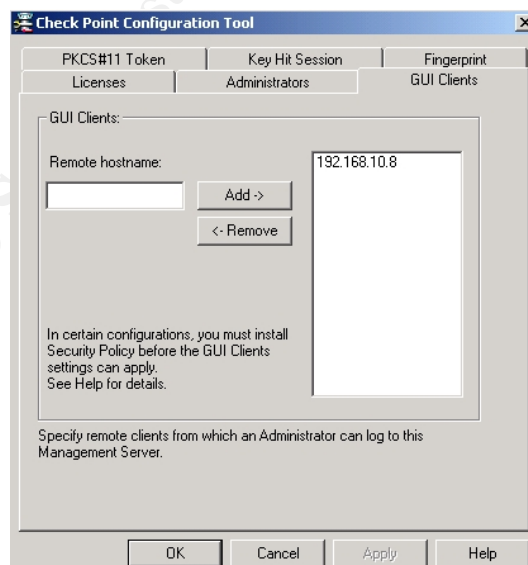 Check Point Configuration Tool
PKCS#11 Token
Key Hit Session
Fingerprint
Licenses
Administrators
GUI Clients
GUI Clients:
Remote hostname:
192.168.10.8
Add ->
<- Remove
In certain configurations, you must install
Security Policy before the GUI Clients
settings can apply.
See Help for details.
Specify remote clients from which an Administrator can log to this
Management Server.
OK
Cancel
Apply
Help